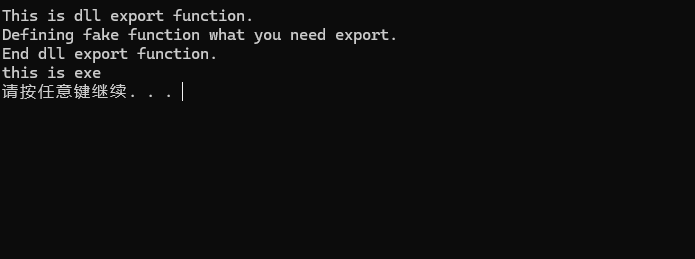 This is dll export function.
Defining fake function what you need export.
End dll export function.
this is exe
请按任意键继续. . .